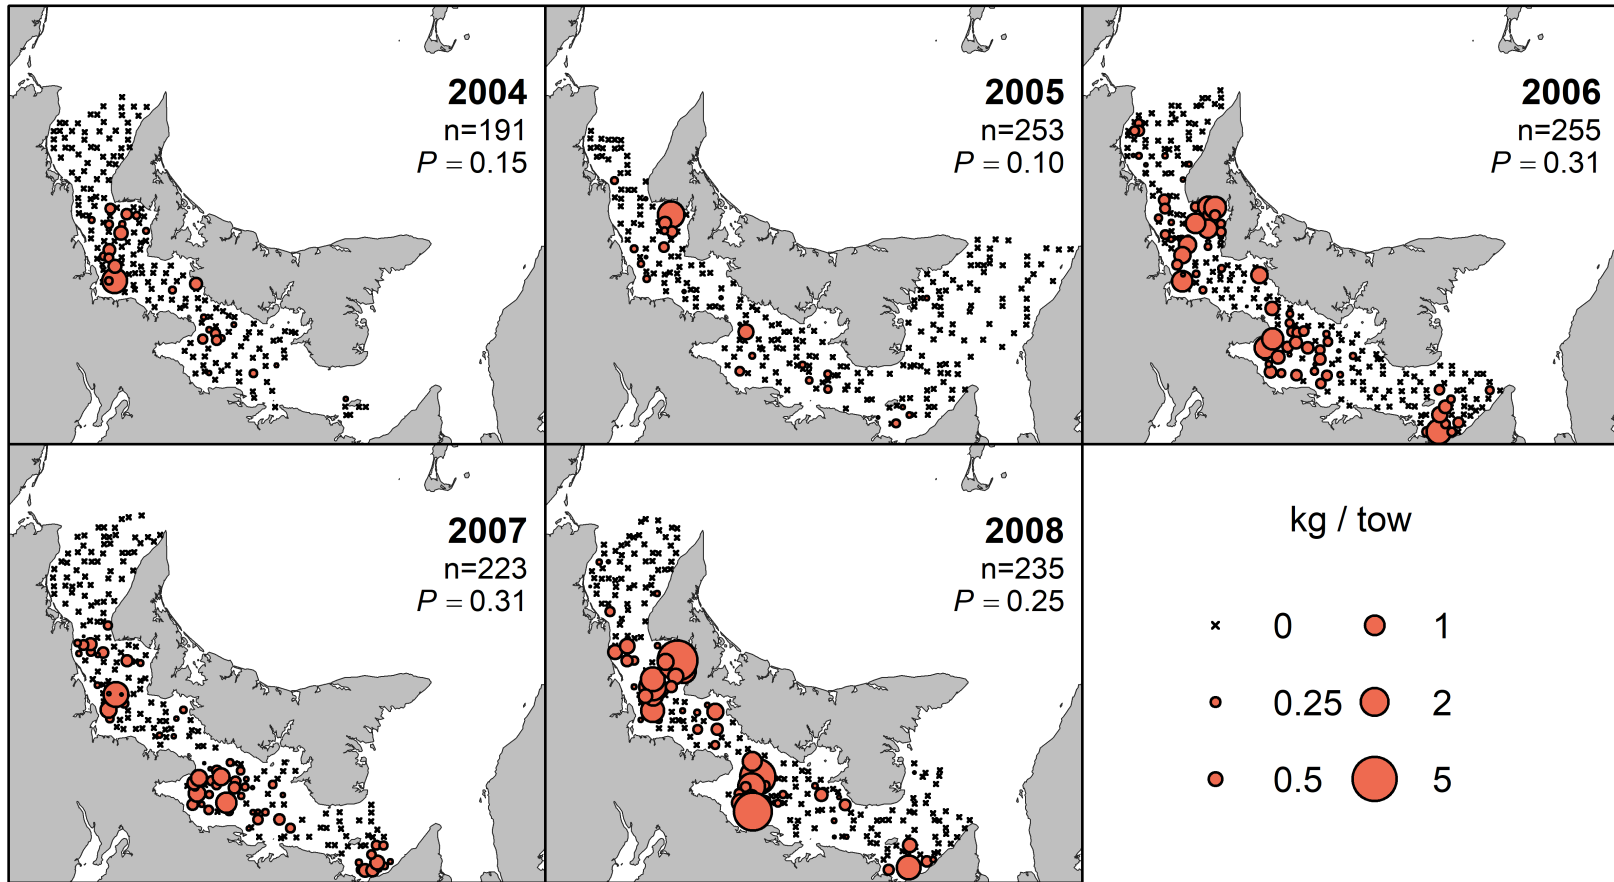 2004
n=191
P = 0.15
2005
n=253
P = 0.10
2006
n=255
P = 0.31
2007
n=223
P = 0.31
2008
n=235
P = 0.25
kg / tow
0 1
0.25 2
0.5 5